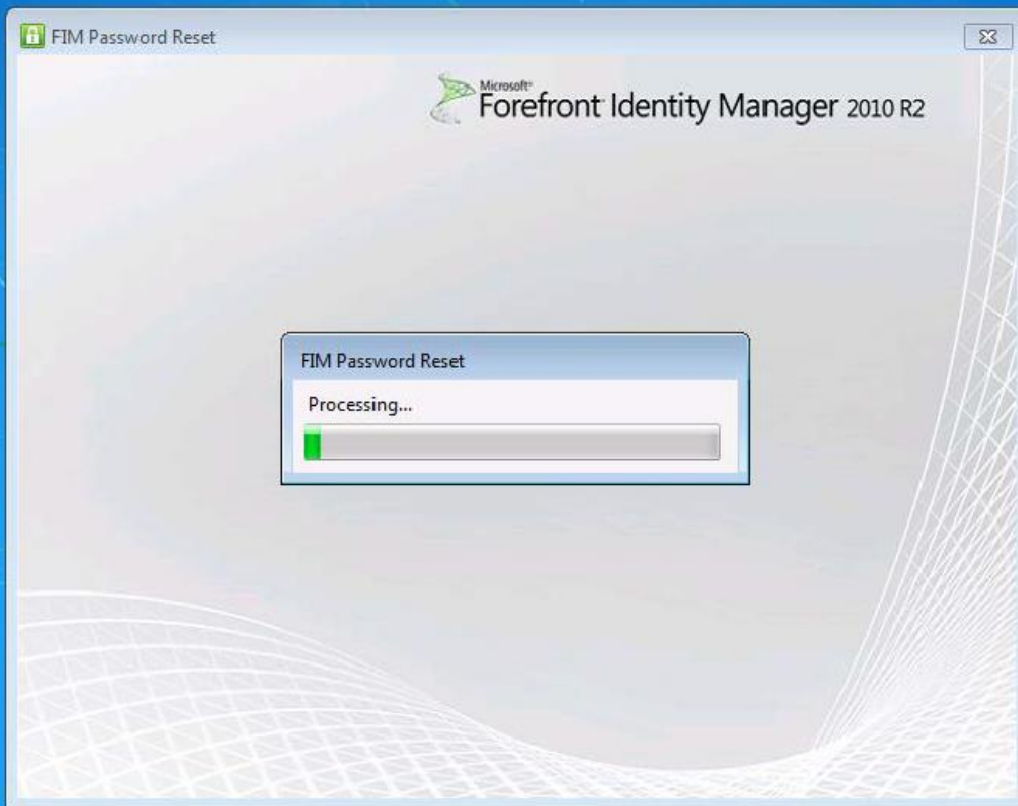 FIM Password Reset
Microsoft®
Forefront Identity Manager 2010 R2
FIM Password Reset
Processing...